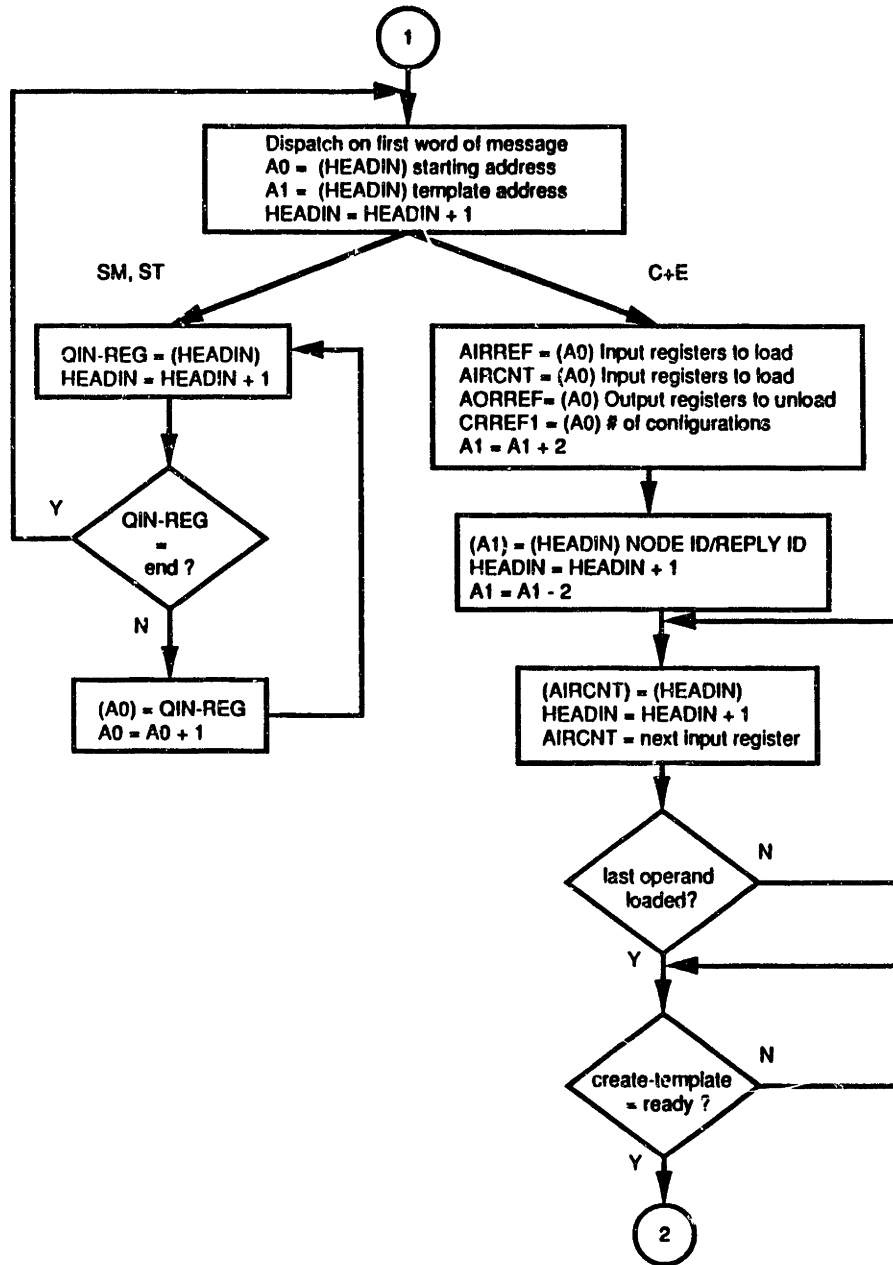 1
Dispatch on first word of message
A0 = (HEADIN) starting address
A1 = (HEADIN) template address
HEADIN = HEADIN + 1
SM, ST
C+E
QIN-REG = (HEADIN)
HEADIN = HEADIN + 1
AIRREF = (A0) Input registers to load
AIRCNT = (A0) Input registers to load
AORREF= (A0) Output registers to unload
CRREF1 = (A0) # of configurations
A1 = A1 + 2
Y
QIN-REG
=
end ?
(A1) = (HEADIN) NODE ID/REPLY ID
HEADIN = HEADIN + 1
A1 = A1 - 2
N
(A0) = QIN-REG
A0 = A0 + 1
(AIRCNT) = (HEADIN)
HEADIN = HEADIN + 1
AIRCNT = next input register
last operand
loaded?
N
Y
create-template
= ready ?
N
Y
2